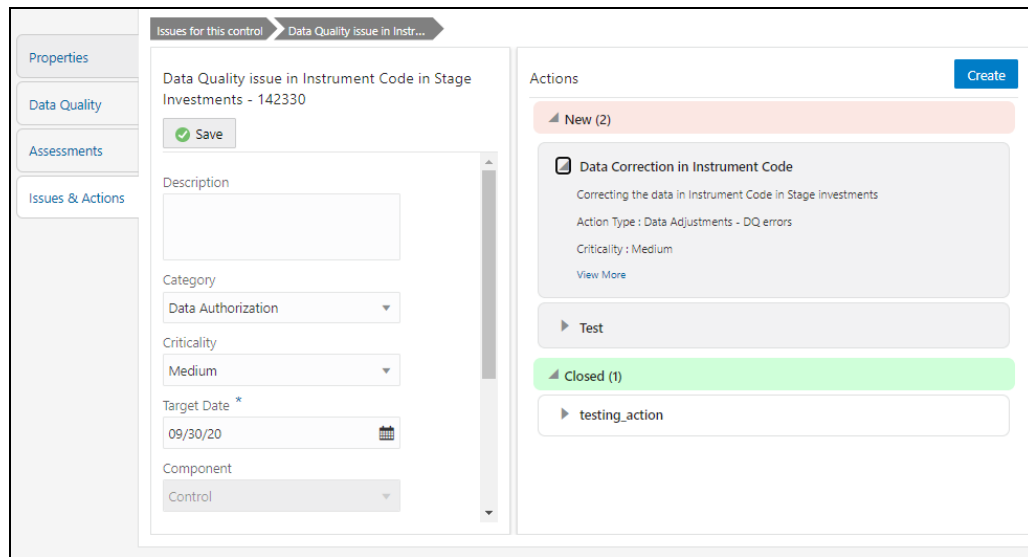 Issues for this control
Data Quality issue in Instr...
Properties
Data Quality
Assessments
Issues & Actions
Data Quality issue in Instrument Code in Stage
Investments - 142330
Save
Description
Category
Data Authorization
Criticality
Medium
Target Date *
09/30/20
Component
Control
Actions
Create
New (2)
Data Correction in Instrument Code
Correcting the data in Instrument Code in Stage investments
Action Type : Data Adjustments - DQ errors
Criticality : Medium
View More
Test
Closed (1)
testing_action